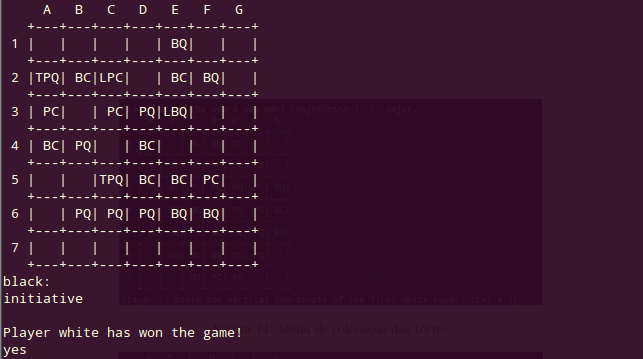 A B C D E F G
+---+---+---+---+---+---+---+
1 | | | | | BQ| | |
+---+---+---+---+---+---+---+
2 |TPQ| BC|LPC| | BC| BQ| |
+---+---+---+---+---+---+---+
3 | PC| | PC| PQ|LBQ| | |
+---+---+---+---+---+---+---+
4 | BC| PQ| | BC| | | |
+---+---+---+---+---+---+---+
5 | | |TPQ| BC| BC| PC| |
+---+---+---+---+---+---+---+
6 | | PQ| PQ| PQ| BQ| BQ| |
+---+---+---+---+---+---+---+
7 | | | | | | | |
+---+---+---+---+---+---+---+
black:
initiative
Player white has won the game!
yes